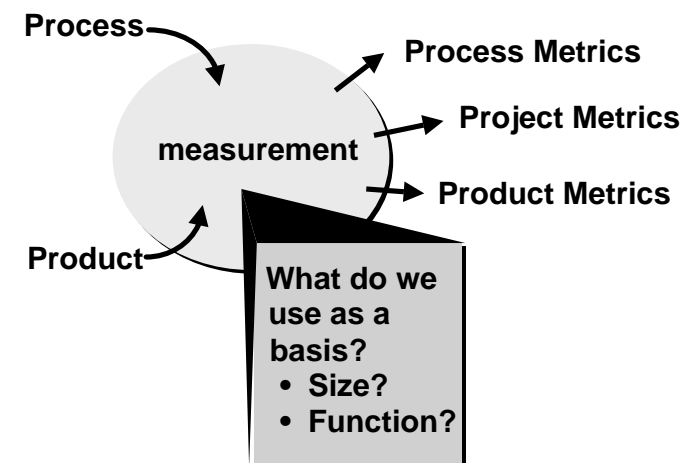 Process
Process Metrics
Project Metrics
measurement
Product Metrics
Product
What do we
use as a
basis?
• Size?
• Function?